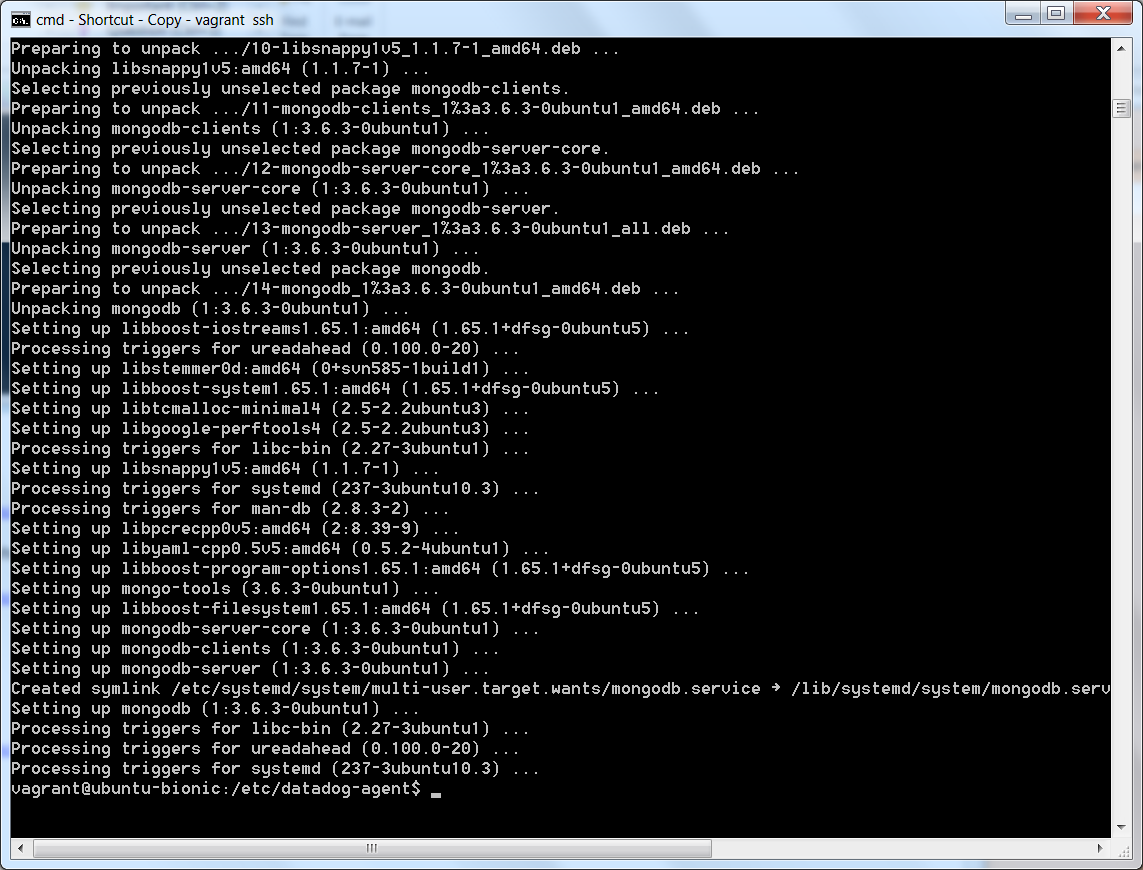 cmd - Shortcut - Copy - vagrant  ssh
Preparing to unpack .../10-libsnappy1v5_1.1.7-1_amd64.deb ...
Unpacking libsnappy1v5:amd64 (1.1.7-1) ...
Selecting previously unselected package mongodb-clients.
Preparing to unpack .../11-mongodb-clients_1%3a3.6.3-0ubuntu1_amd64.deb ...
Unpacking mongodb-clients (1:3.6.3-0ubuntu1) ...
Selecting previously unselected package mongodb-server-core.
Preparing to unpack .../12-mongodb-server-core_1%3a3.6.3-0ubuntu1_amd64.deb ...
Unpacking mongodb-server-core (1:3.6.3-0ubuntu1) ...
Selecting previously unselected package mongodb-server.
Preparing to unpack .../13-mongodb-server_1%3a3.6.3-0ubuntu1_all.deb ...
Unpacking mongodb-server (1:3.6.3-0ubuntu1) ...
Selecting previously unselected package mongodb.
Preparing to unpack .../14-mongodb_1%3a3.6.3-0ubuntu1_amd64.deb ...
Unpacking mongodb (1:3.6.3-0ubuntu1) ...
Setting up libboost-iostreams1.65.1:amd64 (1.65.1+dfsg-0ubuntu5) ...
Processing triggers for ureadahead (0.100.0-20) ...
Setting up libstemmer0d:amd64 (0+svn585-1build1) ...
Setting up libboost-system1.65.1:amd64 (1.65.1+dfsg-0ubuntu5) ...
Setting up libtcmalloc-minimal4 (2.5-2.2ubuntu3) ...
Setting up libgoogle-perftools4 (2.5-2.2ubuntu3) ...
Processing triggers for libc-bin (2.27-3ubuntu1) ...
Setting up libsnappy1v5:amd64 (1.1.7-1) ...
Processing triggers for systemd (237-3ubuntu10.3) ...
Processing triggers for man-db (2.8.3-2) ...
Setting up libpcrecpp0v5:amd64 (2:8.39-9) ...
Setting up libyaml-cpp0.5v5:amd64 (0.5.2-4ubuntu1) ...
Setting up libboost-program-options1.65.1:amd64 (1.65.1+dfsg-0ubuntu5) ...
Setting up mongo-tools (3.6.3-0ubuntu1) ...
Setting up libboost-filesystem1.65.1:amd64 (1.65.1+dfsg-0ubuntu5) ...
Setting up mongodb-server-core (1:3.6.3-0ubuntu1) ...
Setting up mongodb-clients (1:3.6.3-0ubuntu1) ...
Setting up mongodb-server (1:3.6.3-0ubuntu1) ...
Created symlink /etc/systemd/system/multi-user.target.wants/mongodb.service → /lib/systemd/system/mongodb.serv
Setting up mongodb (1:3.6.3-0ubuntu1) ...
Processing triggers for libc-bin (2.27-3ubuntu1) ...
Processing triggers for ureadahead (0.100.0-20) ...
Processing triggers for systemd (237-3ubuntu10.3) ...
vagrant@ubuntu-bionic:/etc/datadog-agent$ _